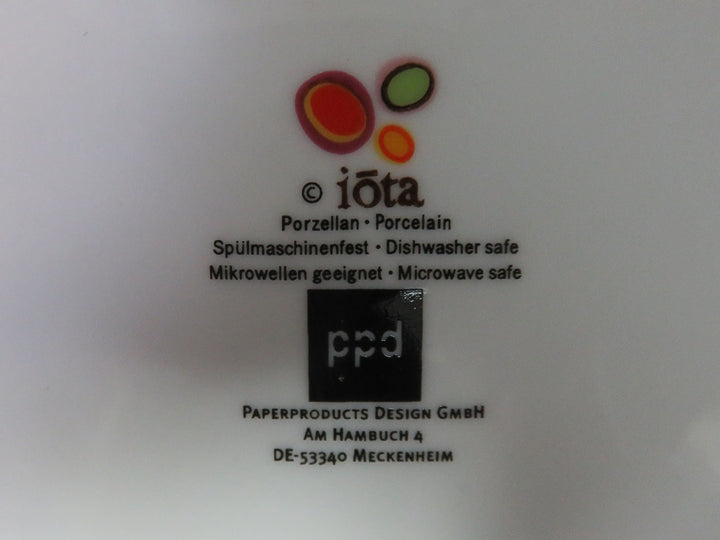 © iōta
Porzellan · Porcelain
Spülmaschinenfest · Dishwasher safe
Mikrowellen geeignet · Microwave safe
ppd
Paperproducts Design GmbH
Am Hambuch 4
DE-53340 Meckenheim